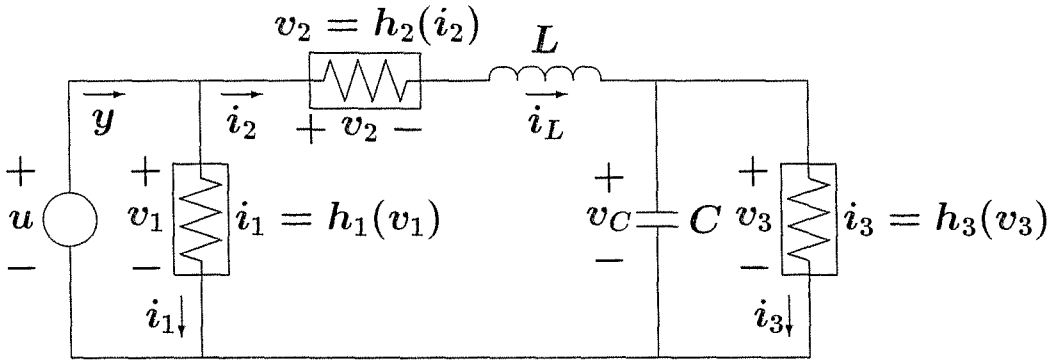 v₂ = h₂(i₂)
L
y
i₂
+ v₂ −
i_L
+
u
−
+
v₁
−
i₁ = h₁(v₁)
i₁
+
v_C
−
C
+
v₃
−
i₃ = h₃(v₃)
i₃